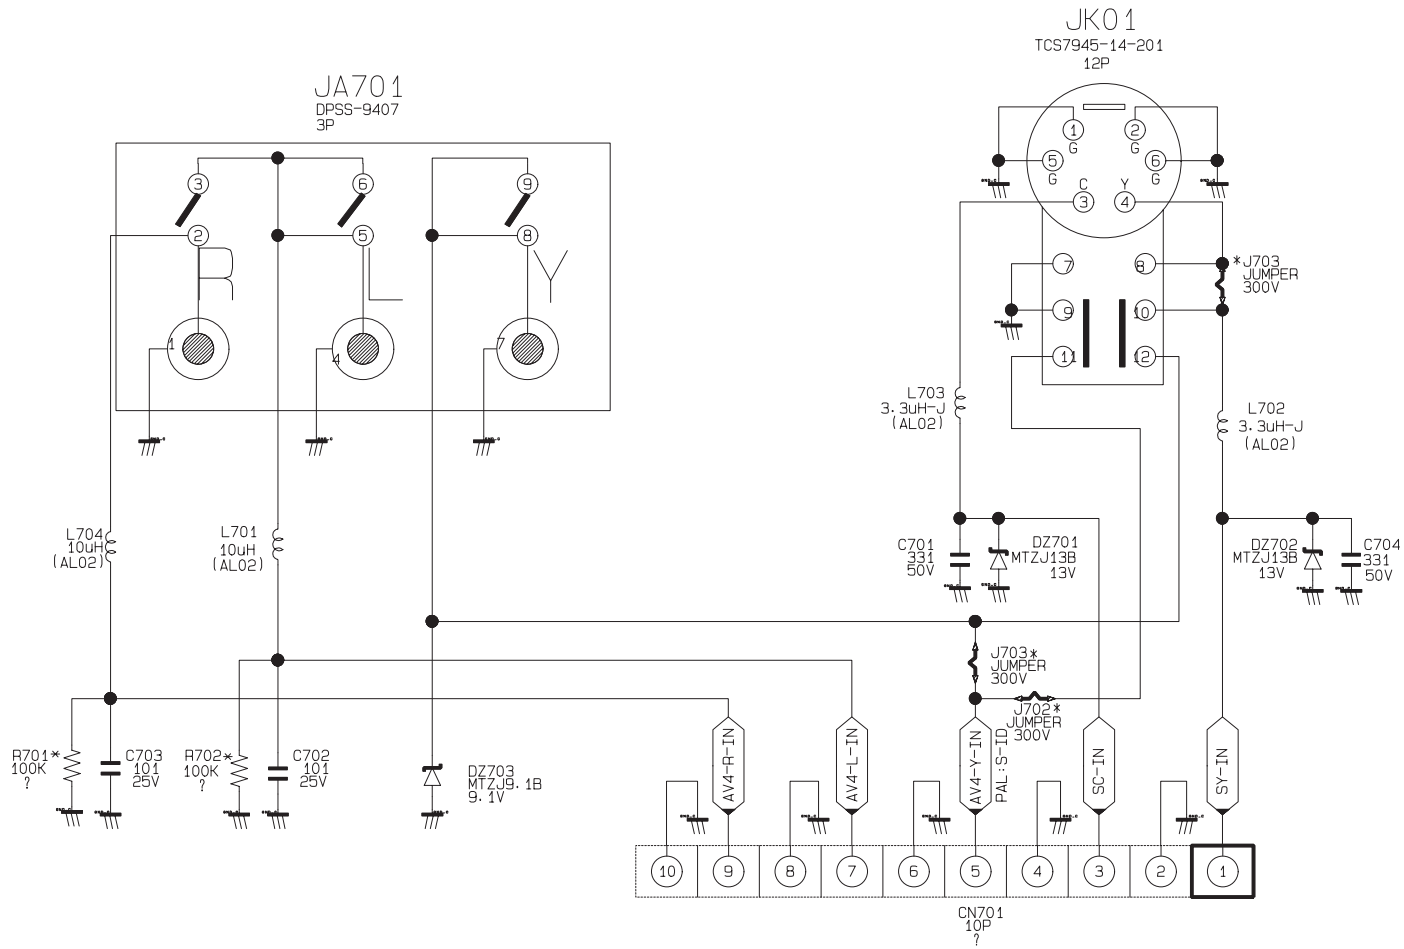 JK01
TCS7945-14-201
12P
JA701
DPSS-9407
3P
1
2
G
G
5
6
G
G
C
Y
3
4
3
6
9
2
5
8
R
L
Y
1
4
7
7
8
9
10
11
12
*J703
JUMPER
300V
L703
3.3uH-J
(AL02)
L702
3.3uH-J
(AL02)
L704
10uH
(AL02)
L701
10uH
(AL02)
C701
331
50V
DZ701
MTZJ13B
13V
DZ702
MTZJ13B
13V
C704
331
50V
J703*
JUMPER
300V
J702*
JUMPER
300V
R701*
100K
?
C703
101
25V
R702*
100K
?
C702
101
25V
DZ703
MTZJ9.1B
9.1V
AV4-R-IN
AV4-L-IN
AV4-Y-IN
PAL:S-ID
SC-IN
SY-IN
10
9
8
7
6
5
4
3
2
1
CN701
10P
?